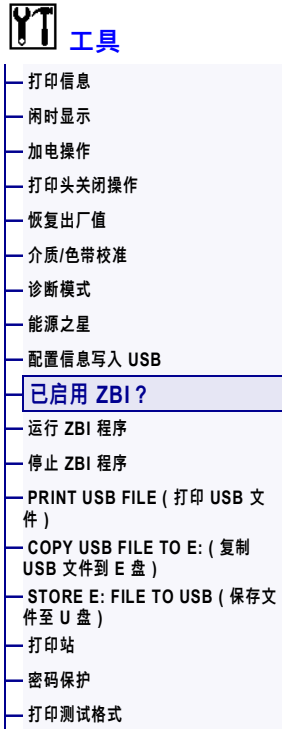 工具
打印信息
闲时显示
加电操作
打印头关闭操作
恢复出厂值
介质/色带校准
诊断模式
能源之星
配置信息写入 USB
已启用 ZBI？
运行 ZBI 程序
停止 ZBI 程序
PRINT USB FILE ( 打印 USB 文
件 )
COPY USB FILE TO E: ( 复制
USB 文件到 E 盘 )
STORE E: FILE TO USB ( 保存文
件至 U 盘 )
打印站
密码保护
打印测试格式